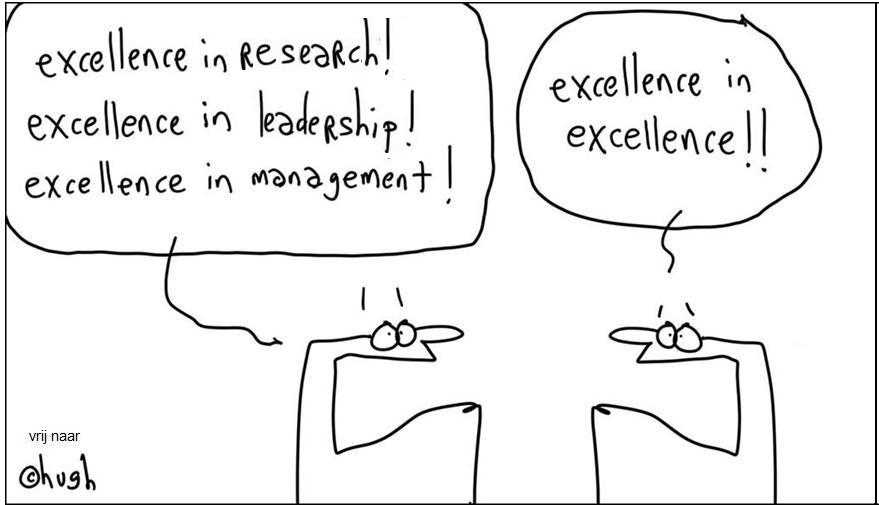 excellence in ReseaRch!
excellence in leadeRship!
excellence in management!
excellence in
excellence!!
vrij naar
©hugh